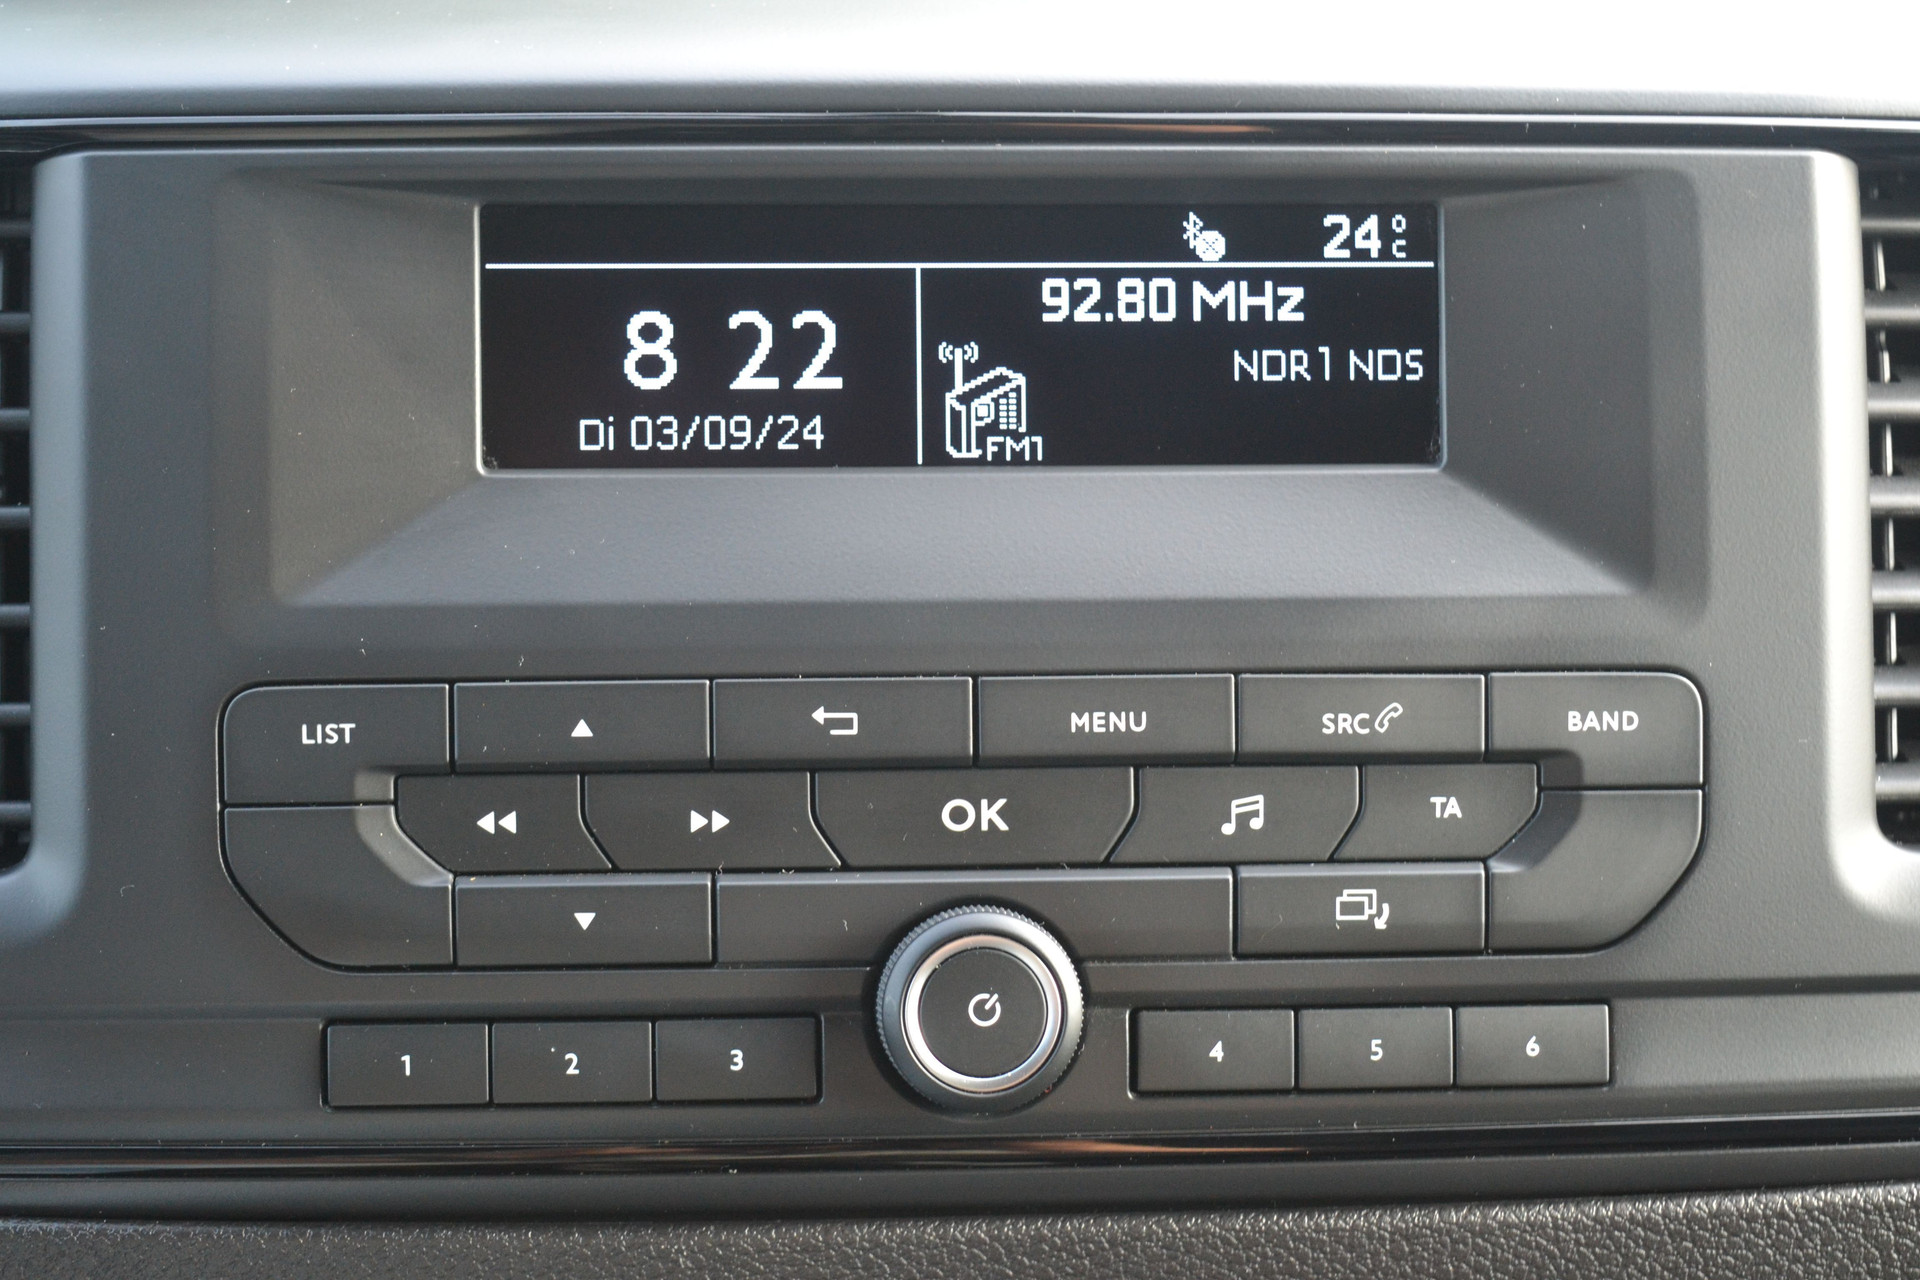 24°C
8 22
Di 03/09/24
92.80 MHz
NDR1 NDS
FM1
LIST
MENU
SRC
BAND
OK
TA
1
2
3
4
5
6